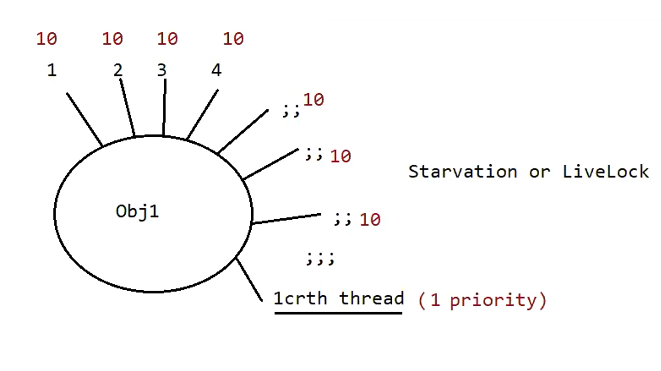 10 10 10 10
1 2 3 4
;;10
;; 10
Starvation or LiveLock
Obj1
;; 10
;;;
1crth thread (1 priority)